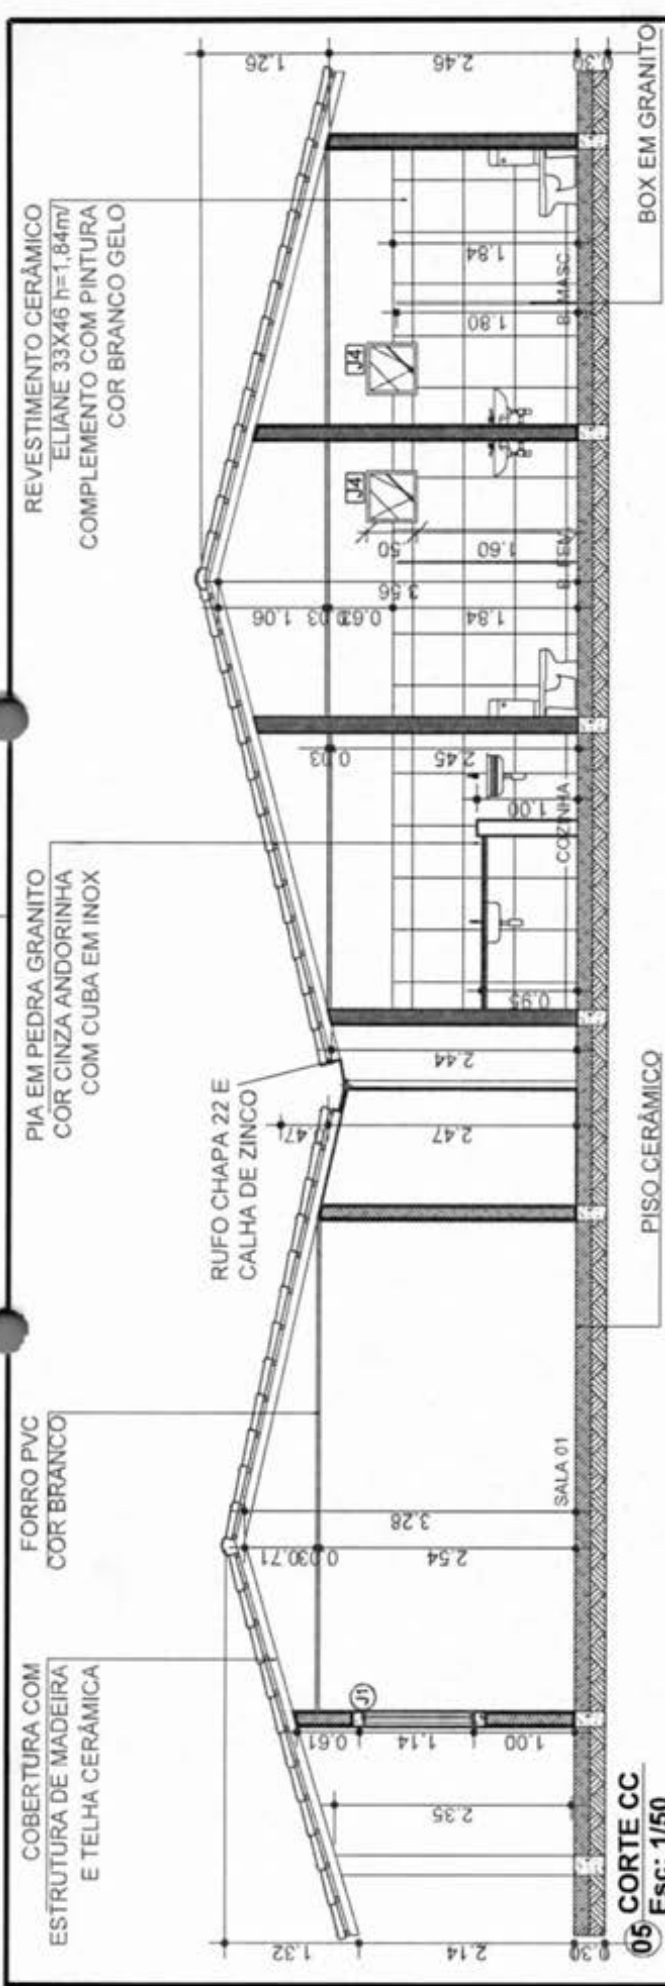 COBERTURA COM
ESTRUTURA DE MADEIRA
E TELHA CERÂMICA
FORRO PVC
COR BRANCO
PIA EM PEDRA GRANITO
COR CINZA ANDORINHA
COM CUBA EM INOX
REVESTIMENTO CERÂMICO
ELIANE 33X46 h=1,84m/
COMPLEMENTO COM PINTURA
COR BRANCO GELO
RUFO CHAPA 22 E
CALHA DE ZINCO
1.32
2.14
0.30
2.35
0.61
1.14
1.00
J1
0.71
0.03
2.54
3.28
SALA 01
.47
2.47
2.44
0.95
1.00
COZINHA
0.03
2.45
1.06
0.03
0.63
1.84
3.56
50
1.60
B. FEM
J4
J4
1.80
1.84
B. MASC
1.26
2.46
0.30
PISO CERÂMICO
BOX EM GRANITO
05 CORTE CC
Esc: 1/50